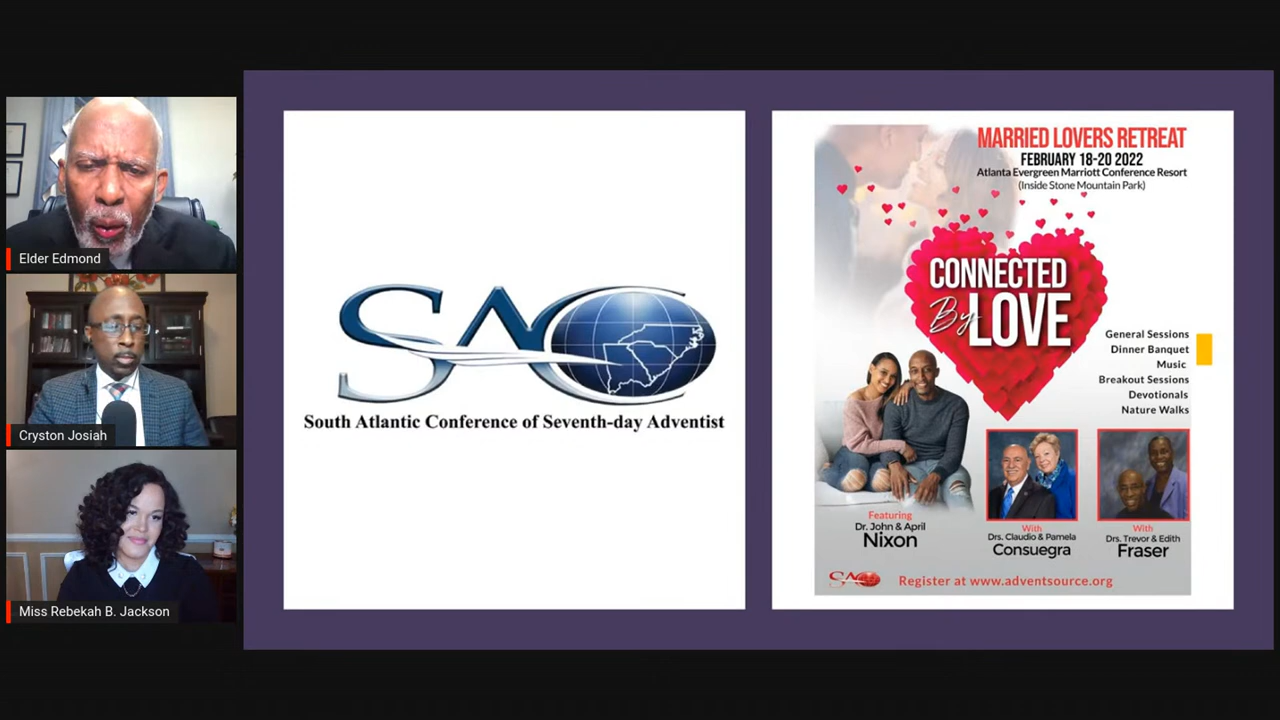 Elder Edmond
Cryston Josiah
Miss Rebekah B. Jackson
SAC
South Atlantic Conference of Seventh-day Adventist
MARRIED LOVERS RETREAT
FEBRUARY 18-20 2022
Atlanta Evergreen Marriott Conference Resort
(Inside Stone Mountain Park)
CONNECTED
By LOVE
General Sessions
Dinner Banquet
Music
Breakout Sessions
Devotionals
Nature Walks
Featuring
Dr. John & April
Nixon
With
Drs. Claudio & Pamela
Consuegra
With
Drs. Trevor & Edith
Fraser
SAC
Register at www.adventsource.org